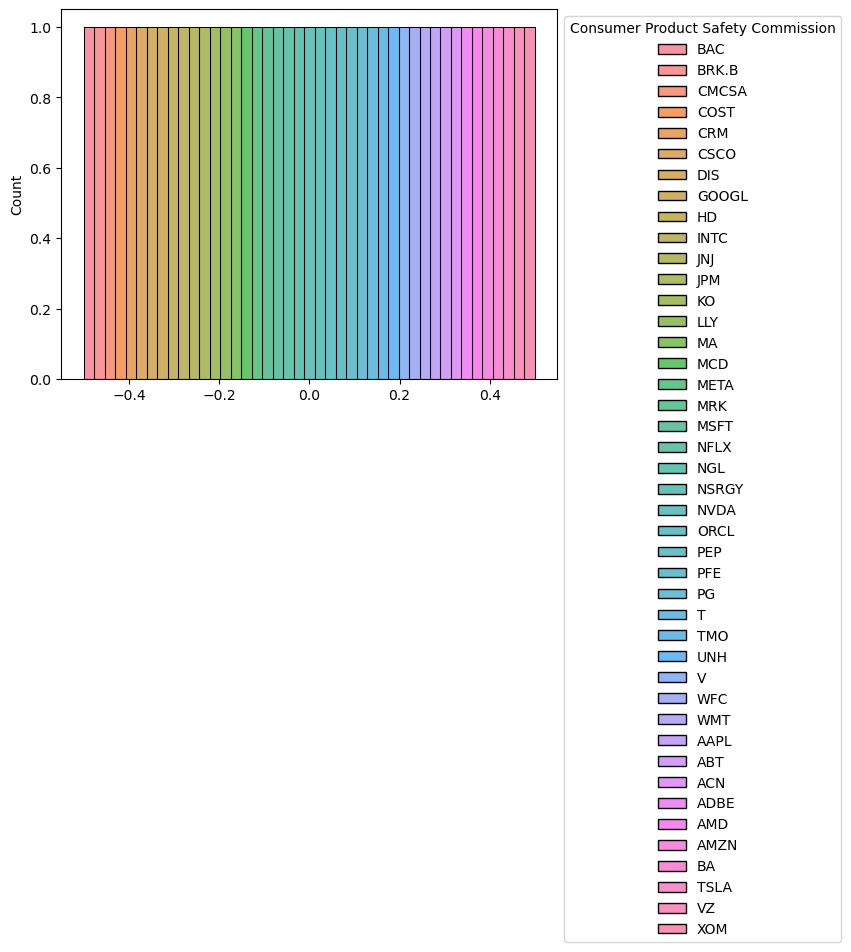 1.0
0.8
0.6
0.4
0.2
0.0
Count
−0.4
−0.2
0.0
0.2
0.4
Consumer Product Safety Commission
BAC
BRK.B
CMCSA
COST
CRM
CSCO
DIS
GOOGL
HD
INTC
JNJ
JPM
KO
LLY
MA
MCD
META
MRK
MSFT
NFLX
NGL
NSRGY
NVDA
ORCL
PEP
PFE
PG
T
TMO
UNH
V
WFC
WMT
AAPL
ABT
ACN
ADBE
AMD
AMZN
BA
TSLA
VZ
XOM